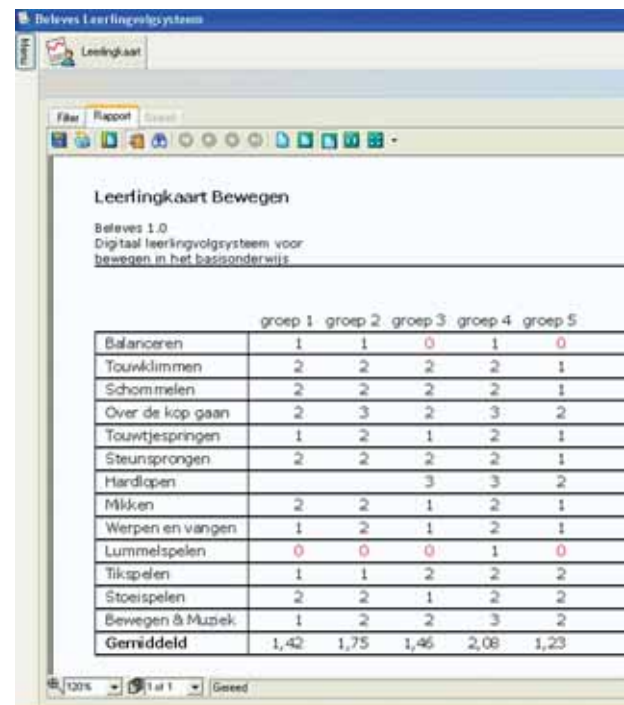 Beleves Leerlingvolgsysteem
Menu
Leerlingkaart
Filter Rapport
Leerlingkaart Bewegen
Beleves 1.0
Digitaal leerlingvolgsysteem voor
bewegen in het basisonderwijs
groep 1 groep 2 groep 3 groep 4 groep 5
Balanceren 1 1 0 1 0
Touwklimmen 2 2 2 2 1
Schommelen 2 2 2 2 1
Over de kop gaan 2 3 2 3 2
Touwtjespringen 1 2 1 2 1
Steunsprongen 2 2 2 2 1
Hardlopen 3 3 2
Mikken 2 2 1 2 1
Werpen en vangen 1 2 1 2 1
Lummelspelen 0 0 0 1 0
Tikspelen 1 1 2 2 2
Stoeispelen 2 2 1 2 2
Bewegen & Muziek 1 2 2 3 2
Gemiddeld 1,42 1,75 1,46 2,08 1,23
120% 1 of 1 Gereed